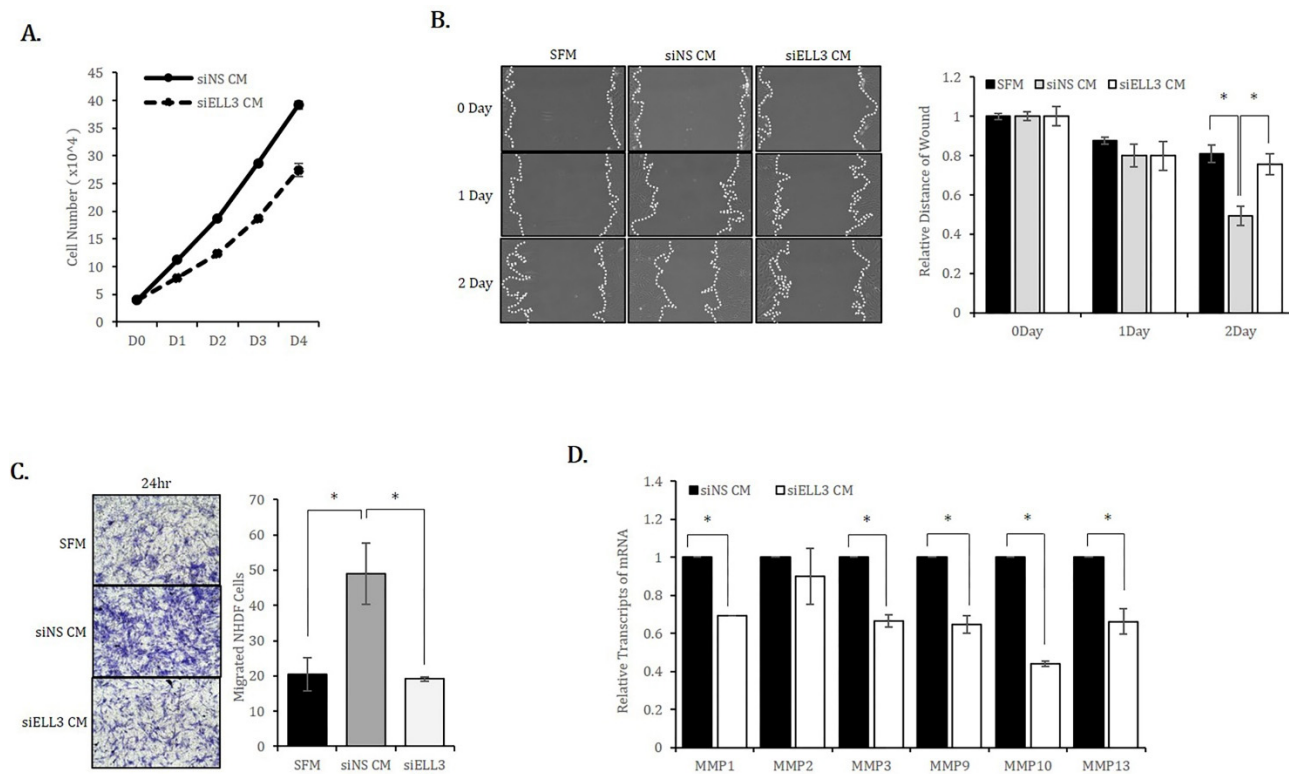 A.
siNS CM
siELL3 CM
45
40
35
30
25
20
15
10
5
0
Cell Number ( x10^4 )
D0 D1 D2 D3 D4
B.
SFM siNS CM siELL3 CM
0 Day
1 Day
2 Day
SFM siNS CM siELL3 CM
1.2
1
0.8
0.6
0.4
0.2
0
Relative Distance of Wound
* *
0Day 1Day 2Day
C.
24hr
SFM
siNS CM
siELL3 CM
70
60
50
40
30
20
10
0
Migrated NHDF Cells
* *
SFM siNS CM siELL3
D.
siNS CM siELL3 CM
1.4
1.2
1
0.8
0.6
0.4
0.2
0
Relative Transcripts of mRNA
* * * * *
MMP1 MMP2 MMP3 MMP9 MMP10 MMP13